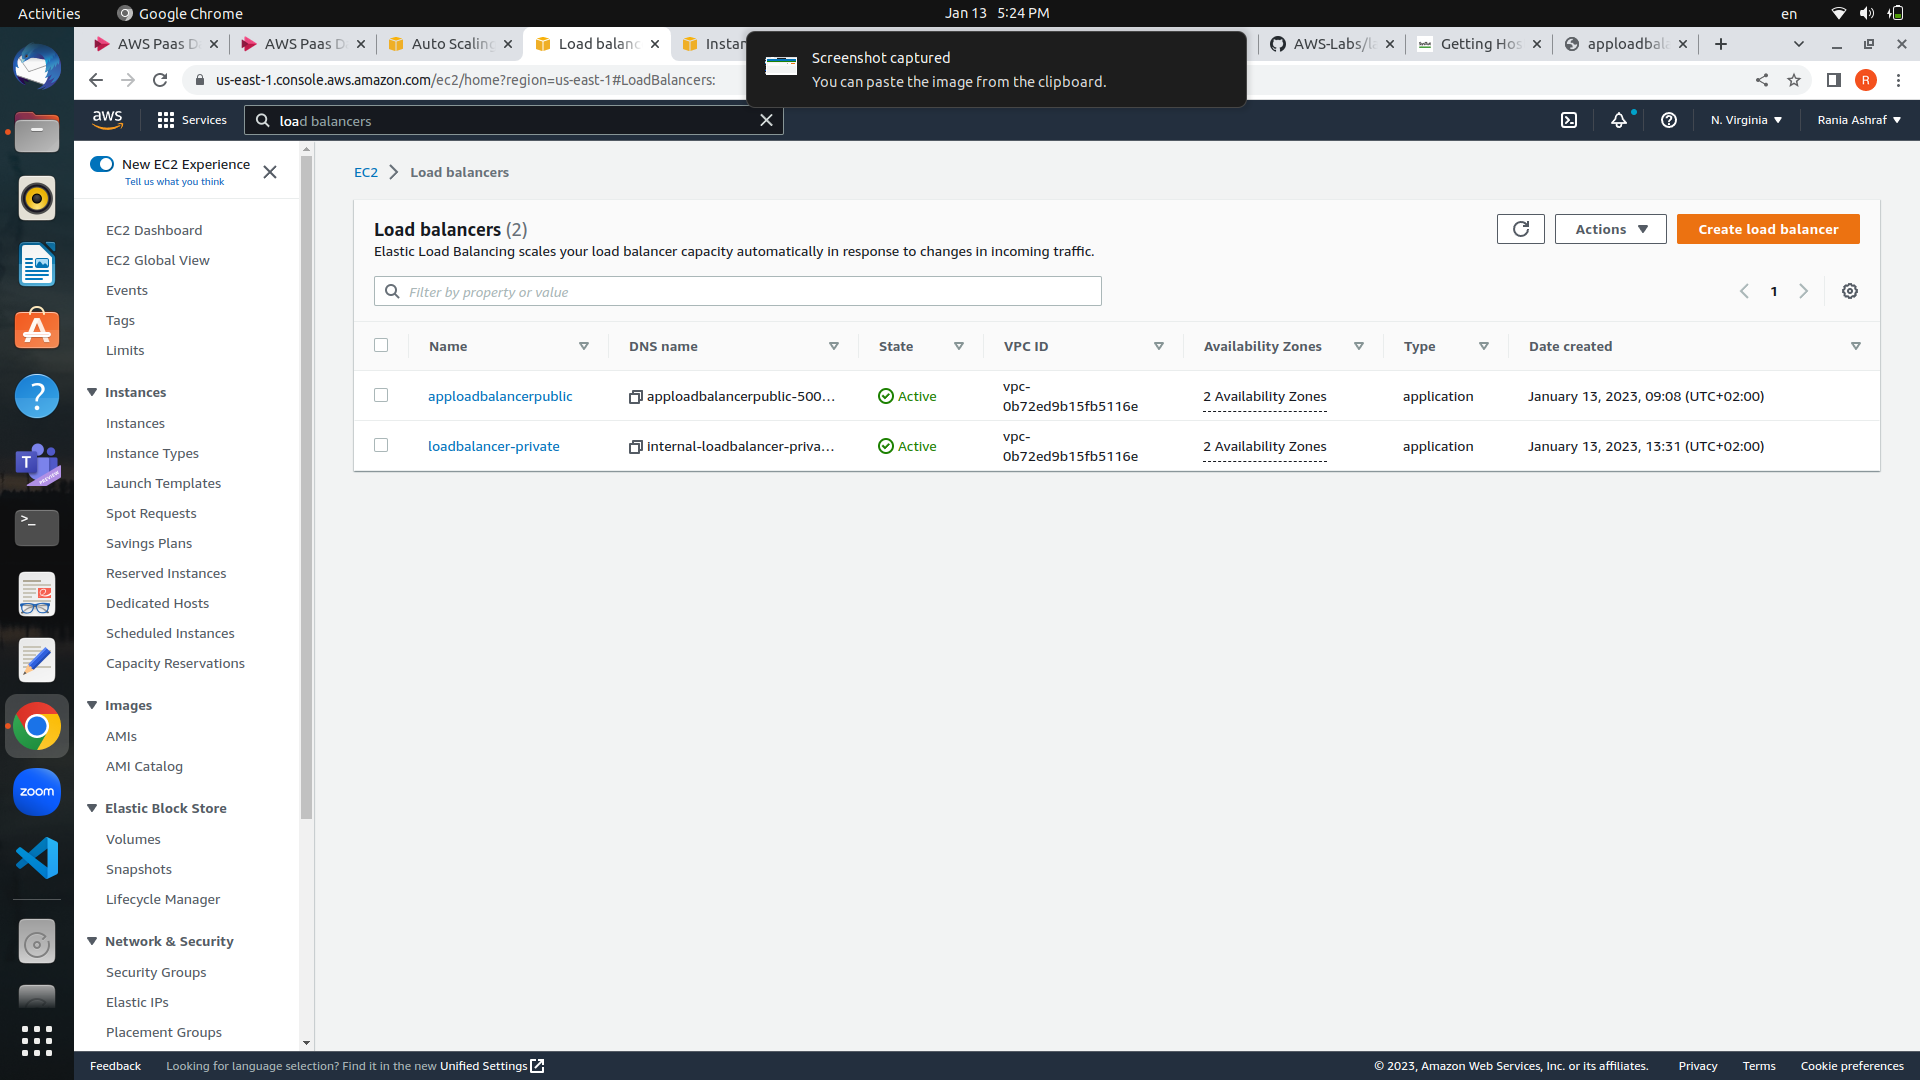 Activities
Google Chrome
Jan 13 5:24 PM
en
AWS Paas D
AWS Paas D
Auto Scaling
Load balanc
Instan
AWS-Labs/la
Getting Hos
apploadbala
Screenshot captured
You can paste the image from the clipboard.
us-east-1.console.aws.amazon.com/ec2/home?region=us-east-1#LoadBalancers:
R
aws
Services
load balancers
N. Virginia
Rania Ashraf
New EC2 Experience
Tell us what you think
EC2 Dashboard
EC2 Global View
Events
Tags
Limits
Instances
Instances
Instance Types
Launch Templates
Spot Requests
Savings Plans
Reserved Instances
Dedicated Hosts
Scheduled Instances
Capacity Reservations
Images
AMIs
AMI Catalog
Elastic Block Store
Volumes
Snapshots
Lifecycle Manager
Network & Security
Security Groups
Elastic IPs
Placement Groups
EC2 > Load balancers
Load balancers (2)
Elastic Load Balancing scales your load balancer capacity automatically in response to changes in incoming traffic.
Actions
Create load balancer
Filter by property or value
1
Name DNS name State VPC ID Availability Zones Type Date created
apploadbalancerpublic apploadbalancerpublic-500... Active vpc-0b72ed9b15fb5116e 2 Availability Zones application January 13, 2023, 09:08 (UTC+02:00)
loadbalancer-private internal-loadbalancer-priva... Active vpc-0b72ed9b15fb5116e 2 Availability Zones application January 13, 2023, 13:31 (UTC+02:00)
zoom
Feedback
Looking for language selection? Find it in the new Unified Settings
© 2023, Amazon Web Services, Inc. or its affiliates.
Privacy
Terms
Cookie preferences